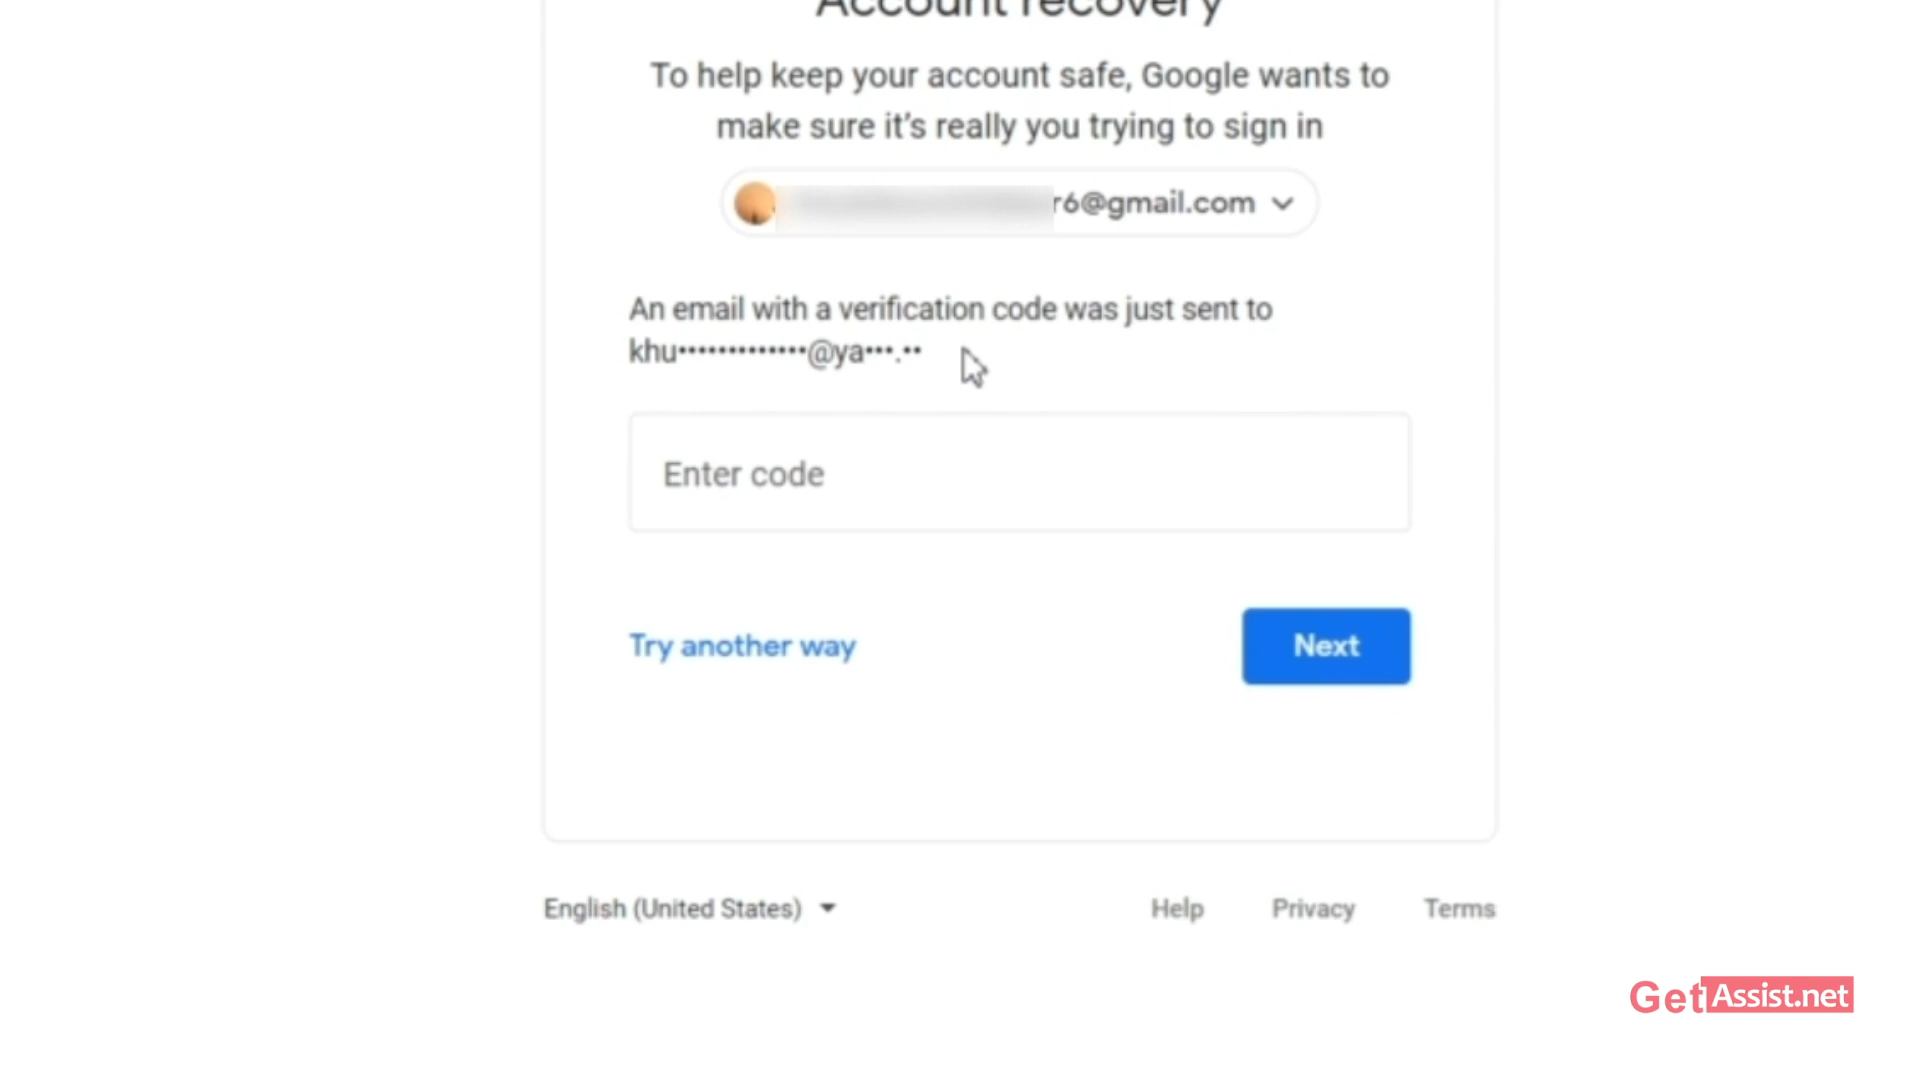 Account recovery
To help keep your account safe, Google wants to
make sure it's really you trying to sign in
r6@gmail.com
An email with a verification code was just sent to
khu•••••••••••••@ya•••.••
Enter code
Try another way
Next
English (United States)
Help
Privacy
Terms
GetAssist.net